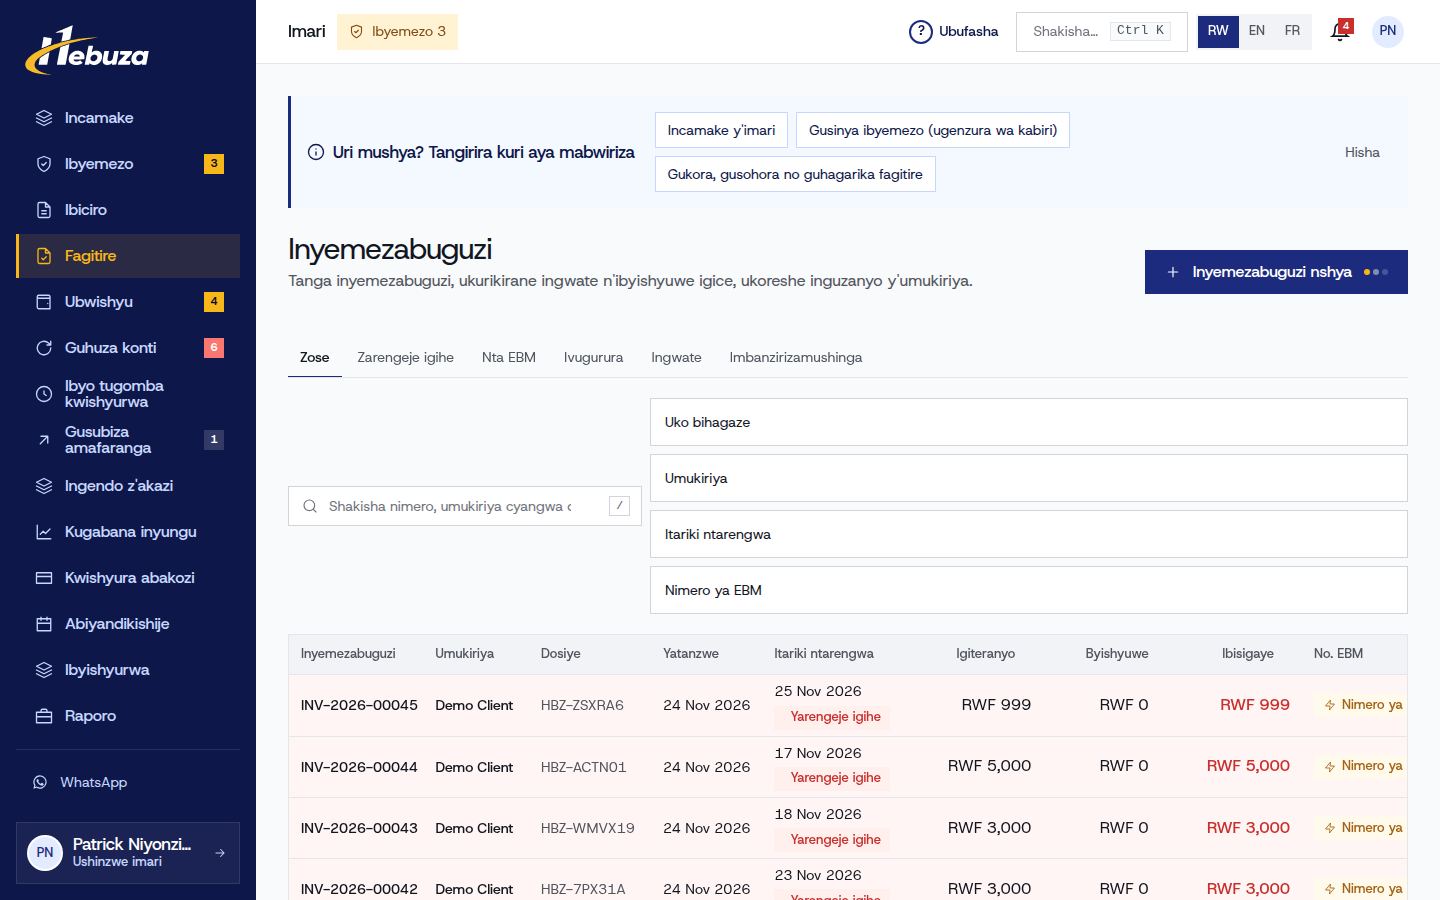 Hebuza
Incamake
Ibyemezo 3
Ibiciro
Fagitire
Ubwishyu 4
Guhuza konti 6
Ibyo tugomba
kwishyurwa
Gusubiza
amafaranga 1
Ingendo z'akazi
Kugabana inyungu
Kwishyura abakozi
Abiyandikishije
Ibyishyurwa
Raporo
WhatsApp
PN Patrick Niyonzi...
Ushinzwe imari
Imari Ibyemezo 3 ? Ubufasha Shakisha... Ctrl K RW EN FR 4 PN
Uri mushya? Tangirira kuri aya mabwiriza
Incamake y'imari Gusinya ibyemezo (ugenzura wa kabiri)
Gukora, gusohora no guhagarika fagitire
Hisha
Inyemezabuguzi
Tanga inyemezabuguzi, ukurikirane ingwate n'ibyishyuwe igice, ukoreshe inguzanyo y'umukiriya.
Inyemezabuguzi nshya
Zose Zarengeje igihe Nta EBM Ivugurura Ingwate Imbanzirizamushinga
Shakisha nimero, umukiriya cyangwa /
Uko bihagaze
Umukiriya
Itariki ntarengwa
Nimero ya EBM
Inyemezabuguzi Umukiriya Dosiye Yatanzwe Itariki ntarengwa Igiteranyo Byishyuwe Ibisigaye No. EBM
INV-2026-00045 Demo Client HBZ-ZSXRA6 24 Nov 2026 25 Nov 2026 Yarengeje igihe RWF 999 RWF 0 RWF 999 Nimero ya
INV-2026-00044 Demo Client HBZ-ACTN01 24 Nov 2026 17 Nov 2026 Yarengeje igihe RWF 5,000 RWF 0 RWF 5,000 Nimero ya
INV-2026-00043 Demo Client HBZ-WMVX19 24 Nov 2026 18 Nov 2026 Yarengeje igihe RWF 3,000 RWF 0 RWF 3,000 Nimero ya
INV-2026-00042 Demo Client HBZ-7PX31A 24 Nov 2026 23 Nov 2026 Yarengeje igihe RWF 3,000 RWF 0 RWF 3,000 Nimero ya